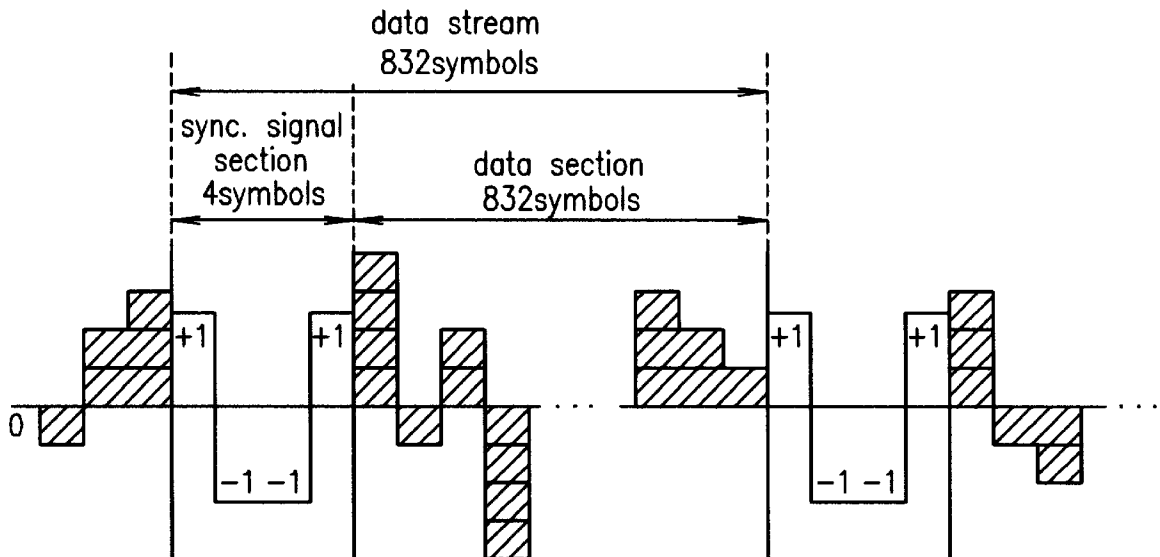 data stream
832symbols
sync. signal
section
4symbols
data section
832symbols
+1 +1 +1 +1
0 ... ...
-1 -1 -1 -1